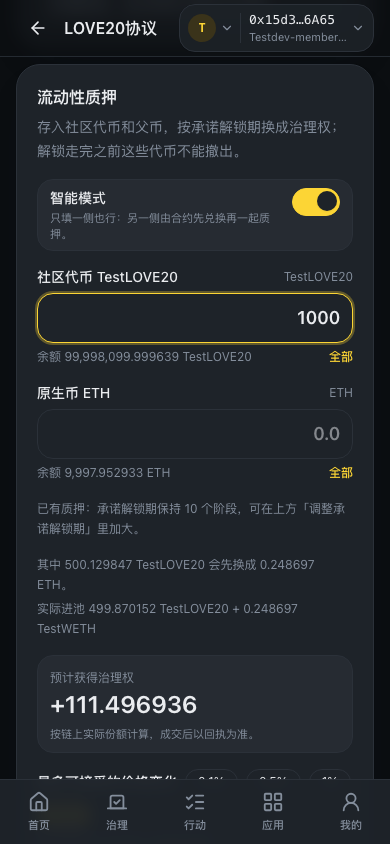 LOVE20协议
T
0x15d3...6A65
Testdev-member...
流动性质押
存入社区代币和父币，按承诺解锁期换成治理权；
解锁走完之前这些代币不能撤出。
智能模式
只填一侧也行：另一侧由合约先兑换再一起质
押。
社区代币 TestLOVE20
TestLOVE20
1000
余额 99,998,099.999639 TestLOVE20
全部
原生币 ETH
ETH
0.0
余额 9,997.952933 ETH
全部
已有质押：承诺解锁期保持 10 个阶段，可在上方「调整承
诺解锁期」里加大。
其中 500.129847 TestLOVE20 会先换成 0.248697
ETH。
实际进池 499.870152 TestLOVE20 + 0.248697
TestWETH
预计获得治理权
+111.496936
按链上实际份额计算，成交后以回执为准。
首页
治理
行动
应用
我的